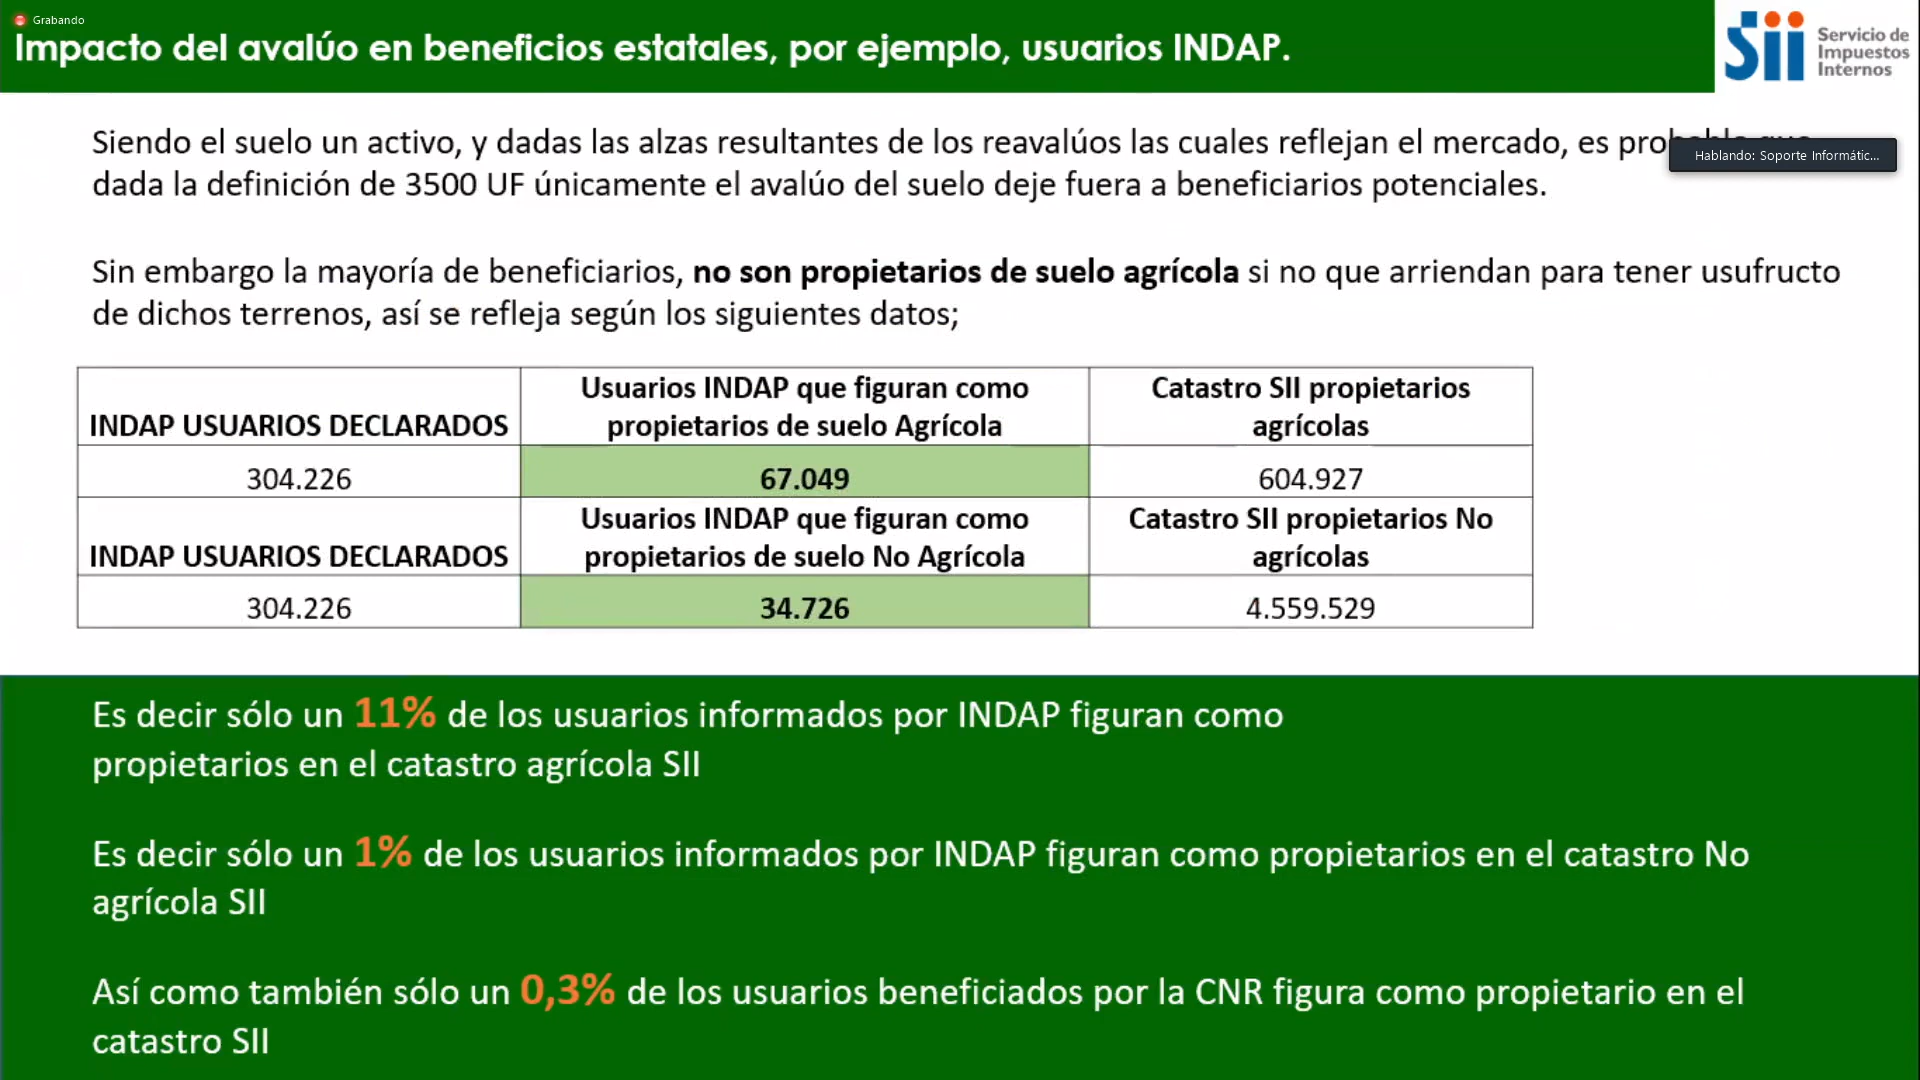 Grabando
Impacto del avalúo en beneficios estatales, por ejemplo, usuarios INDAP.
Sii Servicio de
Impuestos
Internos
Siendo el suelo un activo, y dadas las alzas resultantes de los reavalúos las cuales reflejan el mercado, es probable que
Hablando: Soporte Informátic...
dada la definición de 3500 UF únicamente el avalúo del suelo deje fuera a beneficiarios potenciales.
Sin embargo la mayoría de beneficiarios, no son propietarios de suelo agrícola si no que arriendan para tener usufructo
de dichos terrenos, así se refleja según los siguientes datos;
INDAP USUARIOS DECLARADOS
Usuarios INDAP que figuran como
propietarios de suelo Agrícola
Catastro SII propietarios
agrícolas
304.226 67.049 604.927
INDAP USUARIOS DECLARADOS
Usuarios INDAP que figuran como
propietarios de suelo No Agrícola
Catastro SII propietarios No
agrícolas
304.226 34.726 4.559.529
Es decir sólo un 11% de los usuarios informados por INDAP figuran como
propietarios en el catastro agrícola SII
Es decir sólo un 1% de los usuarios informados por INDAP figuran como propietarios en el catastro No
agrícola SII
Así como también sólo un 0,3% de los usuarios beneficiados por la CNR figura como propietario en el
catastro SII